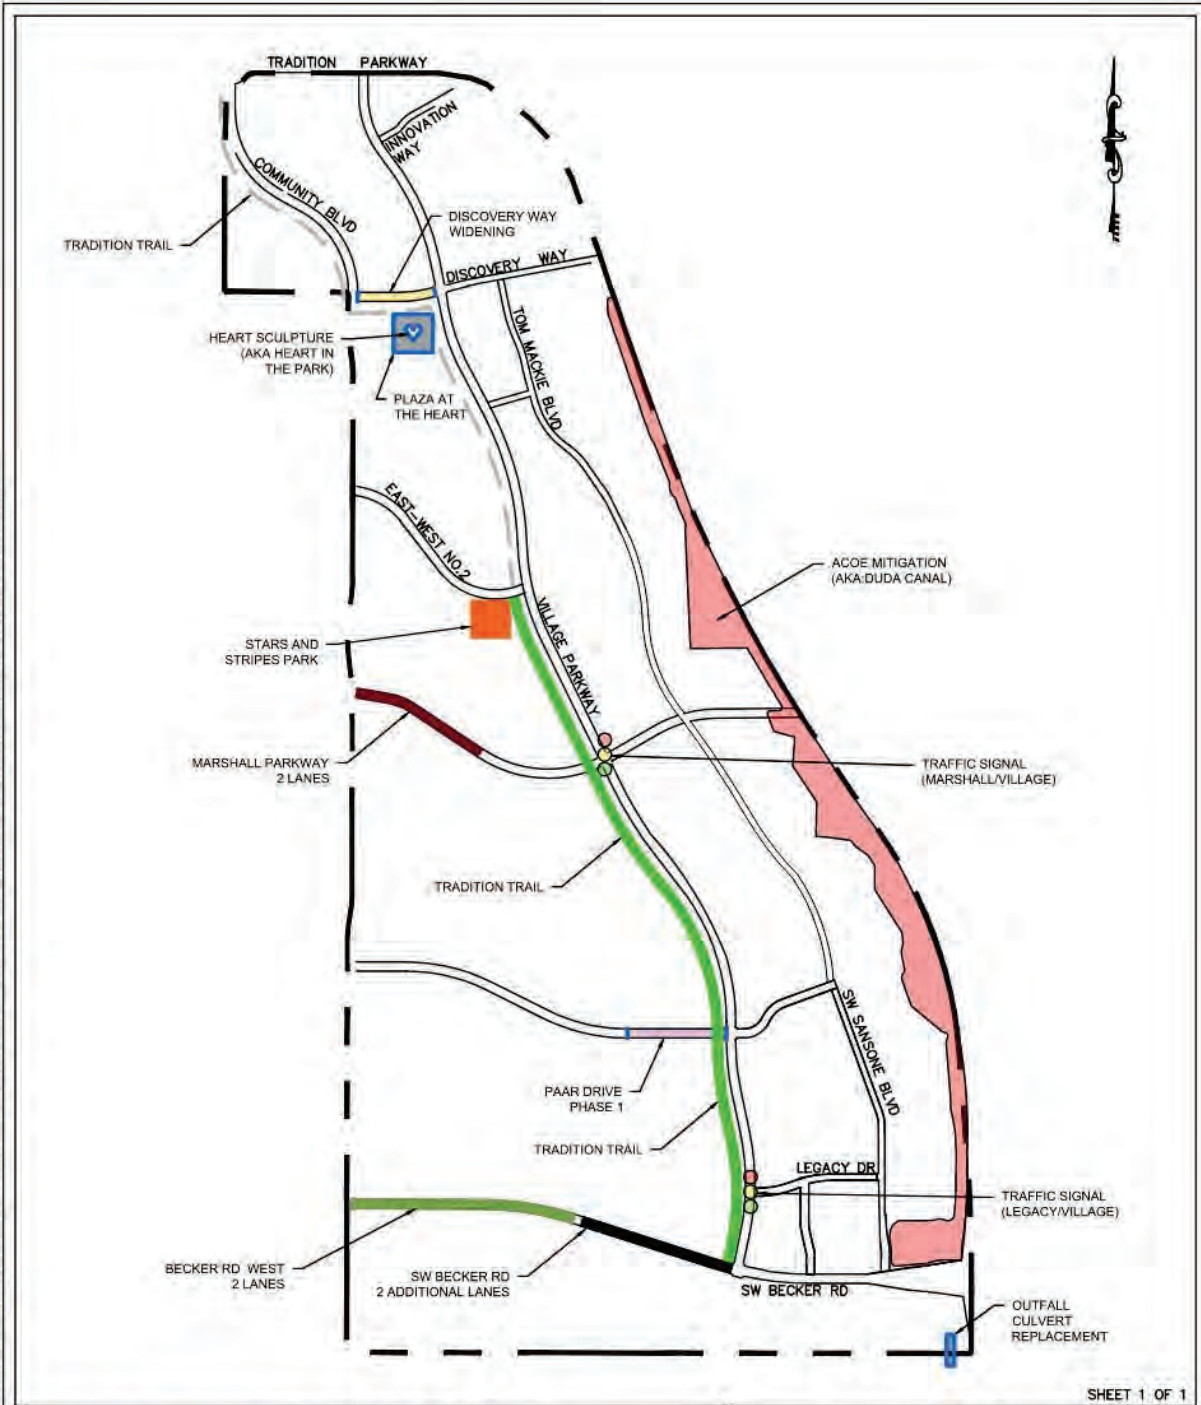 TRADITION PARKWAY
INNOVATION
WAY
COMMUNITY BLVD
TRADITION TRAIL
DISCOVERY WAY
WIDENING
DISCOVERY WAY
HEART SCULPTURE
(AKA HEART IN
THE PARK)
PLAZA AT
THE HEART
TOM MACKIE BLVD
EAST-WEST NO.2
ACOE MITIGATION
(AKA:DUDA CANAL)
STARS AND
STRIPES PARK
VILLAGE PARKWAY
MARSHALL PARKWAY
2 LANES
TRAFFIC SIGNAL
(MARSHALL/VILLAGE)
TRADITION TRAIL
SW SANSONE BLVD
PAAR DRIVE
PHASE 1
TRADITION TRAIL
LEGACY DR
TRAFFIC SIGNAL
(LEGACY/VILLAGE)
BECKER RD WEST
2 LANES
SW BECKER RD
2 ADDITIONAL LANES
SW BECKER RD
OUTFALL
CULVERT
REPLACEMENT
SHEET 1 OF 1